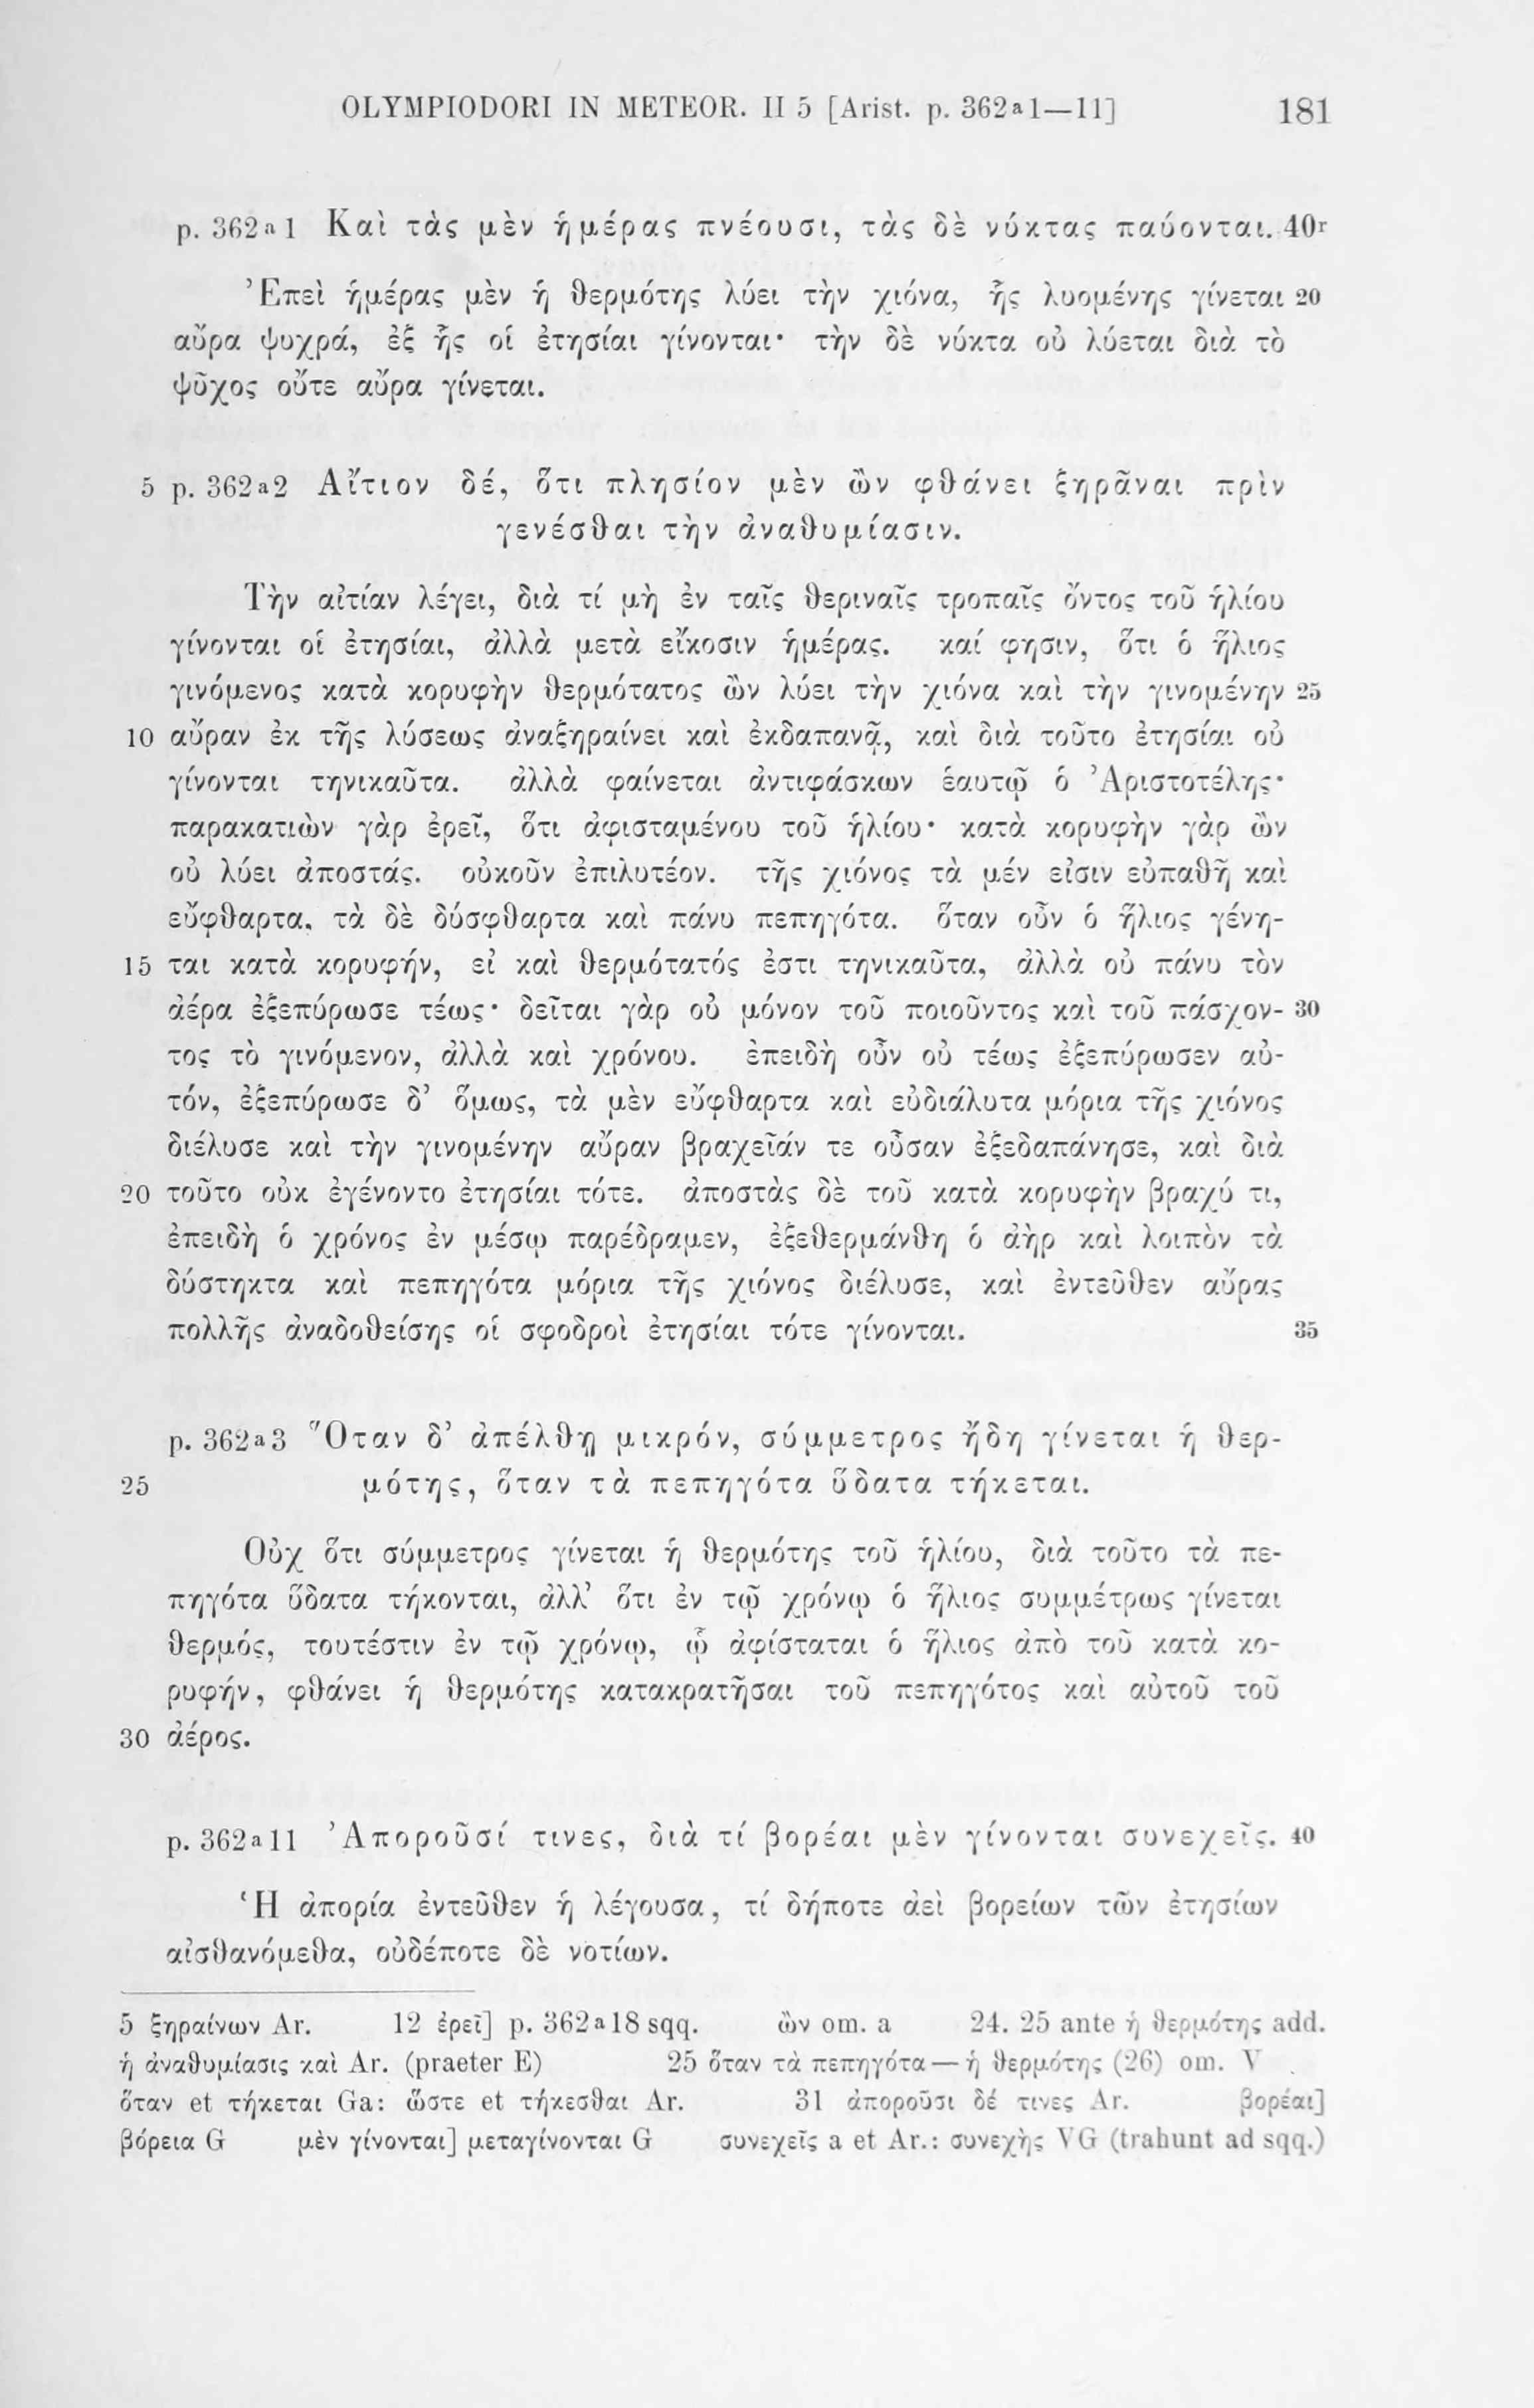 OLYMPIODORI IN METEOR. II 5 [Arist. p. 362a1—11] 181
p. 362a1 Καὶ τὰς μὲν ἡμέρας πνέουσι, τὰς δὲ νύκτας παύονται. 40r
Ἐπεὶ ἡμέρας μὲν ἡ θερμότης λύει τὴν χιόνα, ἧς λυομένης γίνεται 20
αὔρα ψυχρά, ἐξ ἧς οἱ ἐτησίαι γίνονται· τὴν δὲ νύκτα οὐ λύεται διὰ τὸ
ψῦχος οὔτε αὔρα γίνεται.
5 p. 362a2 Αἴτιον δέ, ὅτι πλησίον μὲν ὢν φθάνει ξηρᾶναι πρὶν
γενέσθαι τὴν ἀναθυμίασιν.
Τὴν αἰτίαν λέγει, διὰ τί μὴ ἐν ταῖς θεριναῖς τροπαῖς ὄντος τοῦ ἡλίου
γίνονται οἱ ἐτησίαι, ἀλλὰ μετὰ εἴκοσιν ἡμέρας. καί φησιν, ὅτι ὁ ἥλιος
γινόμενος κατὰ κορυφὴν θερμότατος ὢν λύει τὴν χιόνα καὶ τὴν γινομένην 25
10 αὔραν ἐκ τῆς λύσεως ἀναξηραίνει καὶ ἐκδαπανᾷ, καὶ διὰ τοῦτο ἐτησίαι οὐ
γίνονται τηνικαῦτα. ἀλλὰ φαίνεται ἀντιφάσκων ἑαυτῷ ὁ Ἀριστοτέλης·
παρακατιὼν γὰρ ἐρεῖ, ὅτι ἀφισταμένου τοῦ ἡλίου· κατὰ κορυφὴν γὰρ ὢν
οὐ λύει ἀποστάς. οὐκοῦν ἐπιλυτέον. τῆς χιόνος τὰ μέν εἰσιν εὐπαθῆ καὶ
εὔφθαρτα, τὰ δὲ δύσφθαρτα καὶ πάνυ πεπηγότα. ὅταν οὖν ὁ ἥλιος γένη-
15 ται κατὰ κορυφήν, εἰ καὶ θερμότατός ἐστι τηνικαῦτα, ἀλλὰ οὐ πάνυ τὸν
ἀέρα ἐξεπύρωσε τέως· δεῖται γὰρ οὐ μόνον τοῦ ποιοῦντος καὶ τοῦ πάσχον- 30
τος τὸ γινόμενον, ἀλλὰ καὶ χρόνου. ἐπειδὴ οὖν οὐ τέως ἐξεπύρωσεν αὐ-
τόν, ἐξεπύρωσε δ’ ὅμως, τὰ μὲν εὔφθαρτα καὶ εὐδιάλυτα μόρια τῆς χιόνος
διέλυσε καὶ τὴν γινομένην αὔραν βραχεῖάν τε οὖσαν ἐξεδαπάνησε, καὶ διὰ
20 τοῦτο οὐκ ἐγένοντο ἐτησίαι τότε. ἀποστὰς δὲ τοῦ κατὰ κορυφὴν βραχύ τι,
ἐπειδὴ ὁ χρόνος ἐν μέσῳ παρέδραμεν, ἐξεθερμάνθη ὁ ἀὴρ καὶ λοιπὸν τὰ
δύστηκτα καὶ πεπηγότα μόρια τῆς χιόνος διέλυσε, καὶ ἐντεῦθεν αὔρας
πολλῆς ἀναδοθείσης οἱ σφοδροὶ ἐτησίαι τότε γίνονται. 35
p. 362a3 Ὅταν δ’ ἀπέλθῃ μικρόν, σύμμετρος ἤδη γίνεται ἡ θερ-
25 μότης, ὅταν τὰ πεπηγότα ὕδατα τήκεται.
Οὐχ ὅτι σύμμετρος γίνεται ἡ θερμότης τοῦ ἡλίου, διὰ τοῦτο τὰ πε-
πηγότα ὕδατα τήκονται, ἀλλ’ ὅτι ἐν τῷ χρόνῳ ὁ ἥλιος συμμέτρως γίνεται
θερμός, τουτέστιν ἐν τῷ χρόνῳ, ᾧ ἀφίσταται ὁ ἥλιος ἀπὸ τοῦ κατὰ κο-
ρυφήν, φθάνει ἡ θερμότης κατακρατῆσαι τοῦ πεπηγότος καὶ αὐτοῦ τοῦ
30 ἀέρος.
p. 362a11 Ἀποροῦσί τινες, διὰ τί βορέαι μὲν γίνονται συνεχεῖς. 40
Ἡ ἀπορία ἐντεῦθεν ἡ λέγουσα, τί δήποτε ἀεὶ βορείων τῶν ἐτησίων
αἰσθανόμεθα, οὐδέποτε δὲ νοτίων.
5 ξηραίνων Ar. 12 ἐρεῖ] p. 362a18 sqq. ὢν om. a 24. 25 ante ἡ θερμότης add.
ἡ ἀναθυμίασις καὶ Ar. (praeter E) 25 ὅταν τὰ πεπηγότα — ἡ θερμότης (26) om. V
ὅταν et τήκεται Ga: ὥστε et τήκεσθαι Ar. 31 ἀποροῦσι δέ τινες Ar. βορέαι]
βόρεια G μὲν γίνονται] μεταγίνονται G συνεχεῖς a et Ar.: συνεχὴς VG (trahunt ad sqq.)